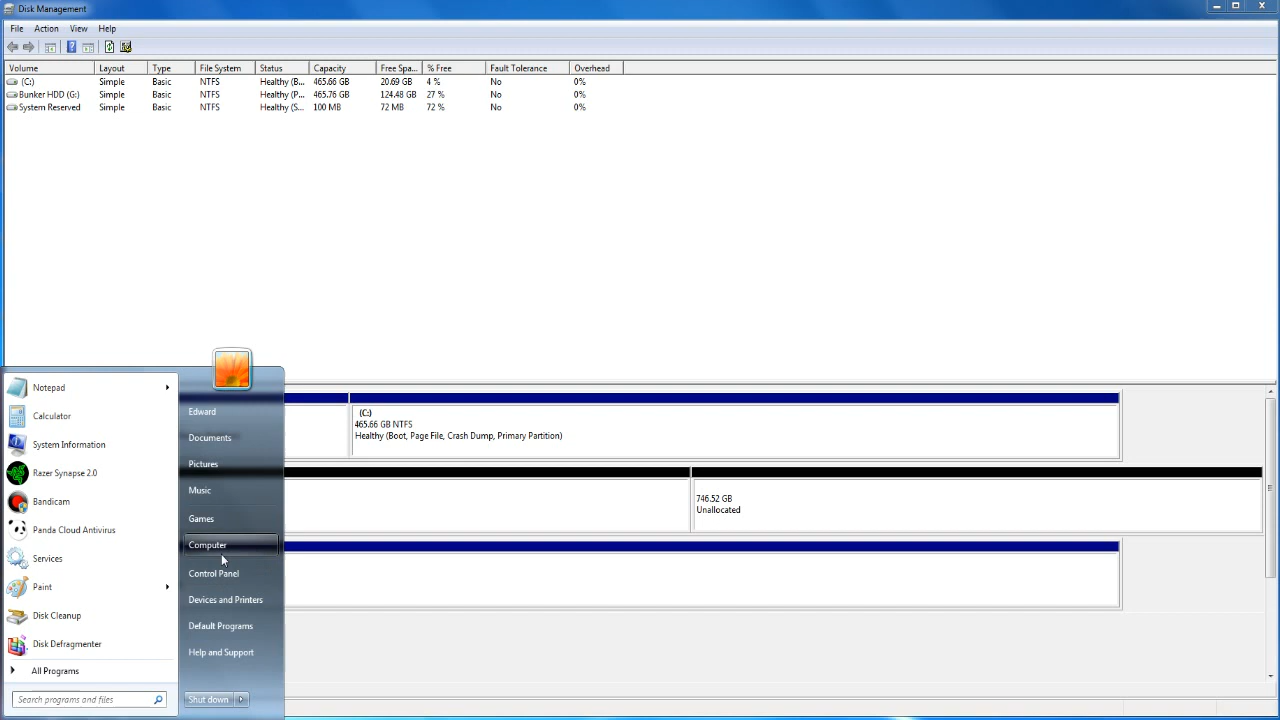 Disk Management
File Action View Help
Volume Layout Type File System Status Capacity Free Spa... % Free Fault Tolerance Overhead
(C:) Simple Basic NTFS Healthy (B... 465.66 GB 20.69 GB 4 % No 0%
Bunker HDD (G:) Simple Basic NTFS Healthy (P... 465.76 GB 124.48 GB 27 % No 0%
System Reserved Simple Basic NTFS Healthy (S... 100 MB 72 MB 72 % No 0%
(C:)
465.66 GB NTFS
Healthy (Boot, Page File, Crash Dump, Primary Partition)
746.52 GB
Unallocated
Notepad
Calculator
System Information
Razer Synapse 2.0
Bandicam
Panda Cloud Antivirus
Services
Paint
Disk Cleanup
Disk Defragmenter
All Programs
Search programs and files
Edward
Documents
Pictures
Music
Games
Computer
Control Panel
Devices and Printers
Default Programs
Help and Support
Shut down